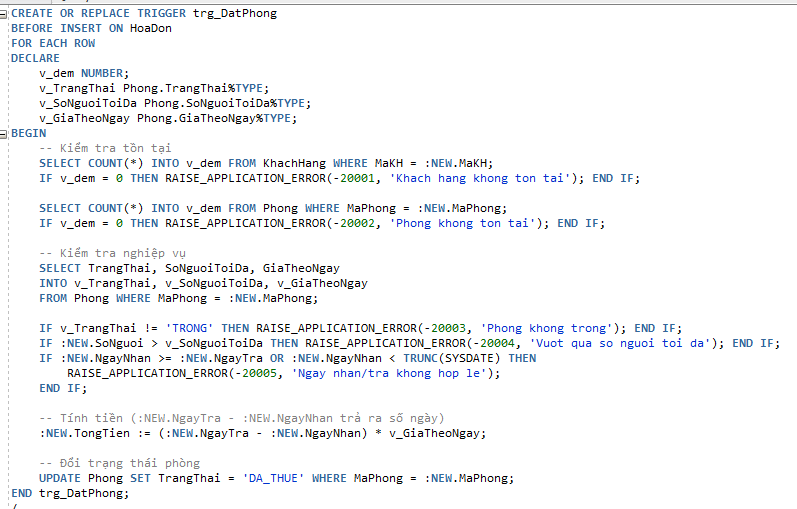 CREATE OR REPLACE TRIGGER trg_DatPhong
BEFORE INSERT ON HoaDon
FOR EACH ROW
DECLARE
    v_dem NUMBER;
    v_TrangThai Phong.TrangThai%TYPE;
    v_SoNguoiToiDa Phong.SoNguoiToiDa%TYPE;
    v_GiaTheoNgay Phong.GiaTheoNgay%TYPE;
BEGIN
    -- Kiểm tra tồn tại
    SELECT COUNT(*) INTO v_dem FROM KhachHang WHERE MaKH = :NEW.MaKH;
    IF v_dem = 0 THEN RAISE_APPLICATION_ERROR(-20001, 'Khach hang khong ton tai'); END IF;

    SELECT COUNT(*) INTO v_dem FROM Phong WHERE MaPhong = :NEW.MaPhong;
    IF v_dem = 0 THEN RAISE_APPLICATION_ERROR(-20002, 'Phong khong ton tai'); END IF;

    -- Kiểm tra nghiệp vụ
    SELECT TrangThai, SoNguoiToiDa, GiaTheoNgay
    INTO v_TrangThai, v_SoNguoiToiDa, v_GiaTheoNgay
    FROM Phong WHERE MaPhong = :NEW.MaPhong;

    IF v_TrangThai != 'TRONG' THEN RAISE_APPLICATION_ERROR(-20003, 'Phong khong trong'); END IF;
    IF :NEW.SoNguoi > v_SoNguoiToiDa THEN RAISE_APPLICATION_ERROR(-20004, 'Vuot qua so nguoi toi da'); END IF;
    IF :NEW.NgayNhan >= :NEW.NgayTra OR :NEW.NgayNhan < TRUNC(SYSDATE) THEN
        RAISE_APPLICATION_ERROR(-20005, 'Ngay nhan/tra khong hop le');
    END IF;

    -- Tính tiền (:NEW.NgayTra - :NEW.NgayNhan trả ra số ngày)
    :NEW.TongTien := (:NEW.NgayTra - :NEW.NgayNhan) * v_GiaTheoNgay;

    -- Đổi trạng thái phòng
    UPDATE Phong SET TrangThai = 'DA_THUE' WHERE MaPhong = :NEW.MaPhong;
END trg_DatPhong;
/